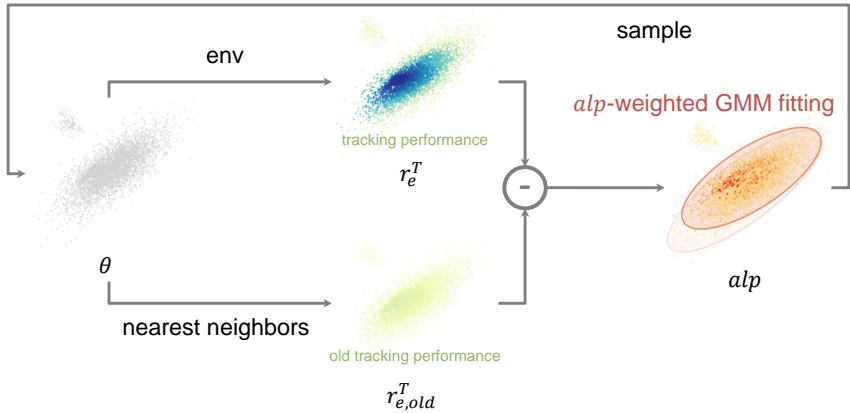 env
sample
alp-weighted GMM fitting
tracking performance
r_e^T
-
θ
alp
nearest neighbors
old tracking performance
r_{e,old}^T